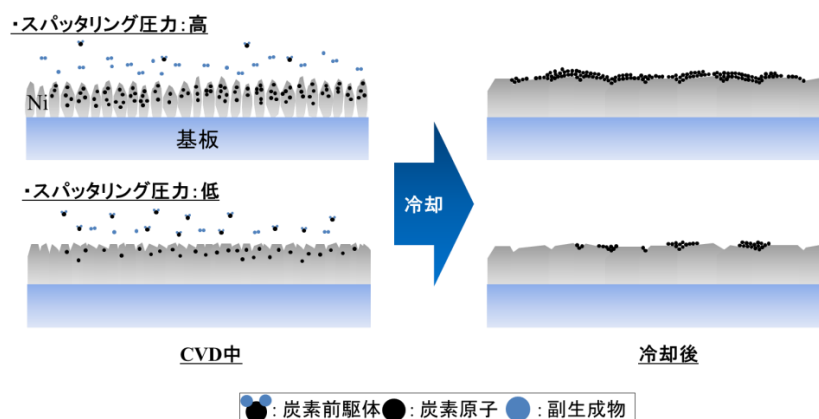 ・スパッタリング圧力:高
Ni
基板
・スパッタリング圧力:低
冷却
CVD中
冷却後
: 炭素前駆体 : 炭素原子 : 副生成物